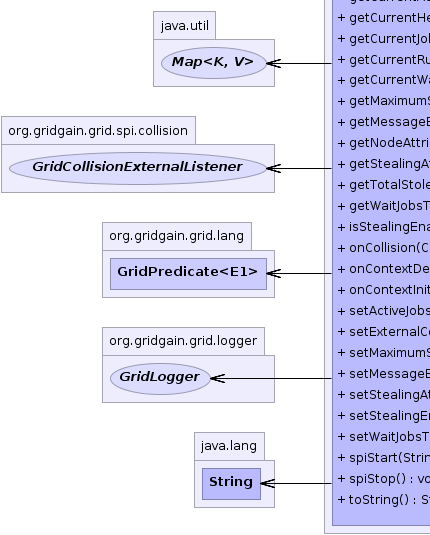 java.util
Map<K, V>
org.gridgain.grid.spi.collision
GridCollisionExternalListener
org.gridgain.grid.lang
GridPredicate<E1>
org.gridgain.grid.logger
GridLogger
java.lang
String
+ getCurrentHe
+ getCurrentJol
+ getCurrentRu
+ getCurrentWa
+ getMaximumS
+ getMessageE
+ getNodeAttri
+ getStealingAt
+ getTotalStole
+ getWaitJobsT
+ isStealingEna
+ onCollision(C
+ onContextDe
+ onContextInit
+ setActiveJobs
+ setExternalCo
+ setMaximumS
+ setMessageE
+ setStealingAt
+ setStealingEn
+ setWaitJobsT
+ spiStart(Strin
+ spiStop() : vo
+ toString() : S